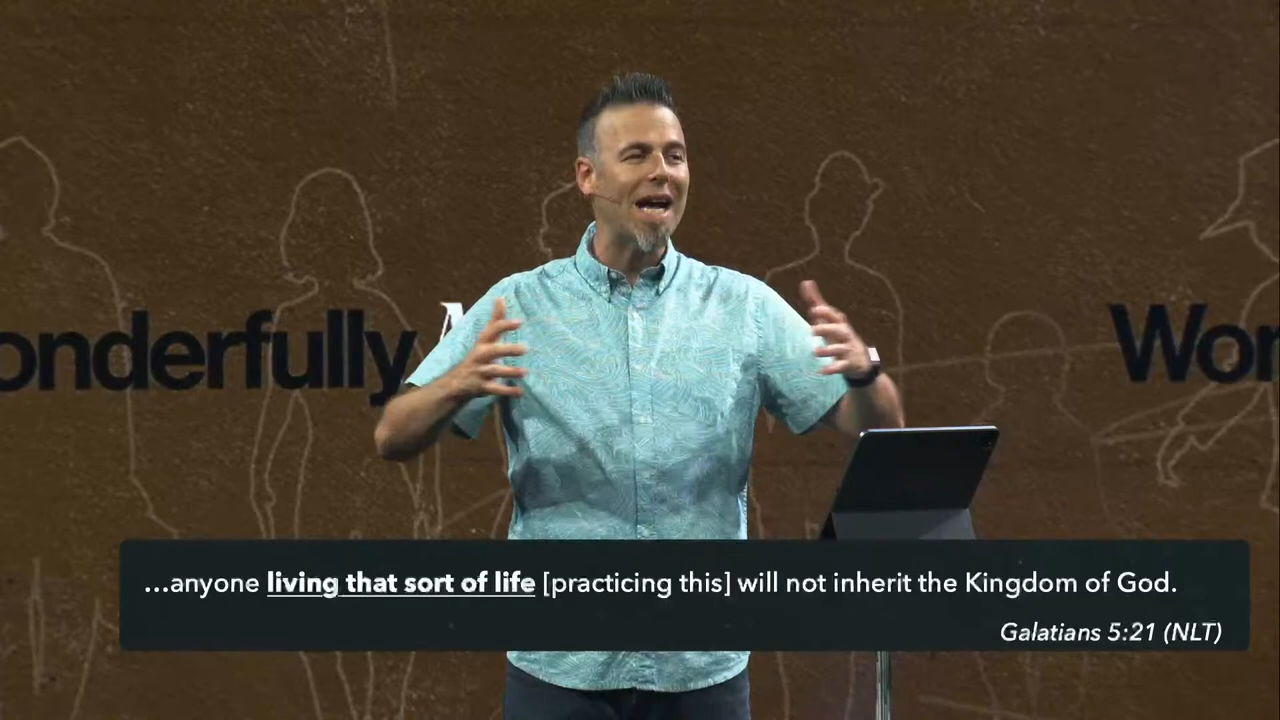 onderfully
Wor
...anyone living that sort of life [practicing this] will not inherit the Kingdom of God.
Galatians 5:21 (NLT)